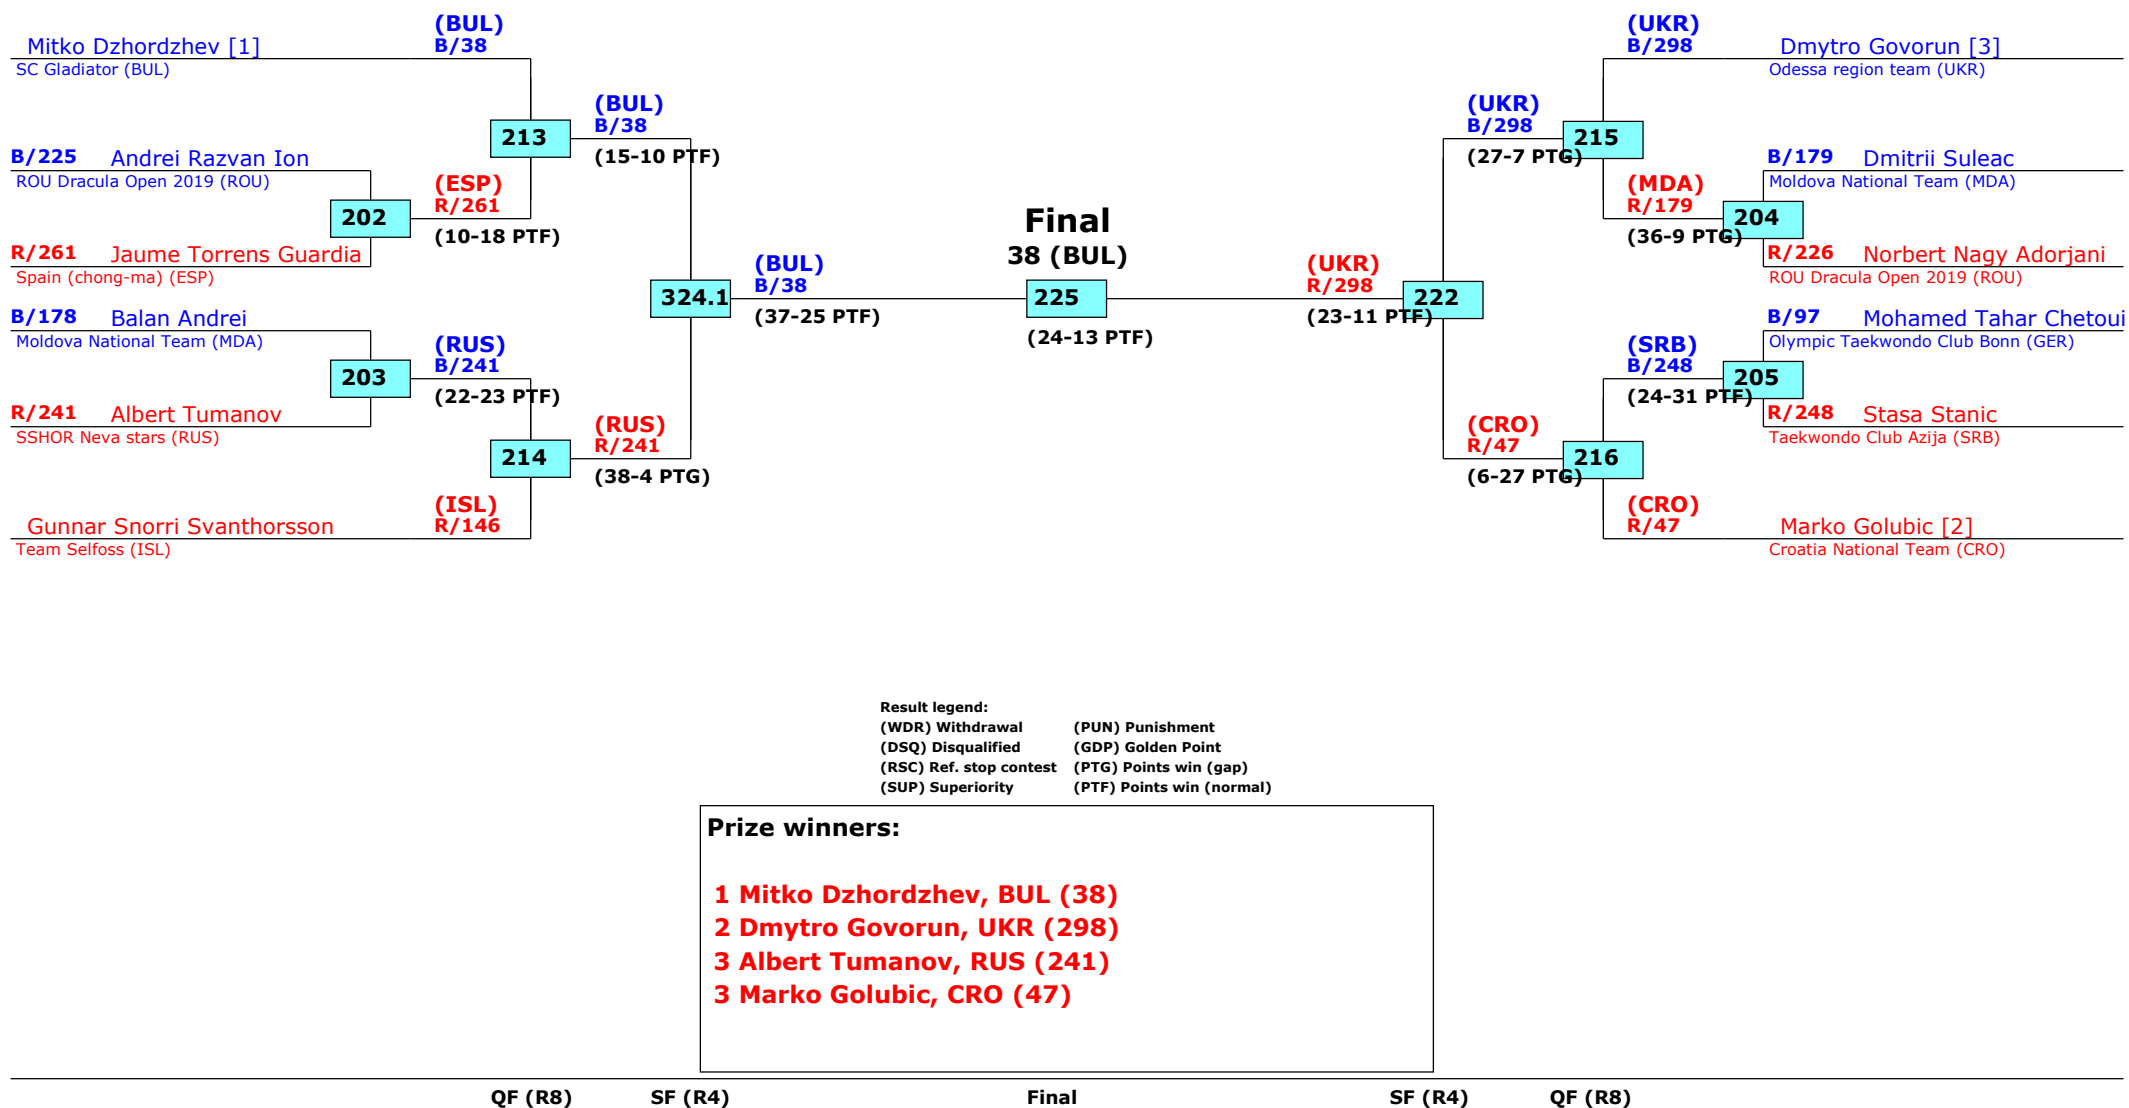 (BUL)
Mitko Dzhordzhev [1] B/38
SC Gladiator (BUL)
(BUL)
B/38
213
(15-10 PTF)
B/225 Andrei Razvan Ion
ROU Dracula Open 2019 (ROU)
(ESP)
R/261
202
(10-18 PTF)
R/261 Jaume Torrens Guardia
Spain (chong-ma) (ESP)
(BUL)
324.1 B/38
(37-25 PTF)
B/178 Balan Andrei
Moldova National Team (MDA)
(RUS)
B/241
203
(22-23 PTF)
R/241 Albert Tumanov
SSHOR Neva stars (RUS)
(RUS)
R/241
214
(38-4 PTG)
(ISL)
Gunnar Snorri Svanthorsson R/146
Team Selfoss (ISL)
Final
38 (BUL)
225
(24-13 PTF)
(UKR)
B/298 Dmytro Govorun [3]
Odessa region team (UKR)
(UKR)
B/298
215
(27-7 PTG)
B/179 Dmitrii Suleac
Moldova National Team (MDA)
(MDA)
R/179
204
(36-9 PTG)
R/226 Norbert Nagy Adorjani
ROU Dracula Open 2019 (ROU)
(UKR)
R/298 222
(23-11 PTF)
B/97 Mohamed Tahar Chetoui
Olympic Taekwondo Club Bonn (GER)
(SRB)
B/248
205
(24-31 PTF)
R/248 Stasa Stanic
Taekwondo Club Azija (SRB)
(CRO)
R/47
216
(6-27 PTG)
(CRO)
R/47 Marko Golubic [2]
Croatia National Team (CRO)
Result legend:
(WDR) Withdrawal (PUN) Punishment
(DSQ) Disqualified (GDP) Golden Point
(RSC) Ref. stop contest (PTG) Points win (gap)
(SUP) Superiority (PTF) Points win (normal)
Prize winners:
1 Mitko Dzhordzhev, BUL (38)
2 Dmytro Govorun, UKR (298)
3 Albert Tumanov, RUS (241)
3 Marko Golubic, CRO (47)
QF (R8) SF (R4) Final SF (R4) QF (R8)